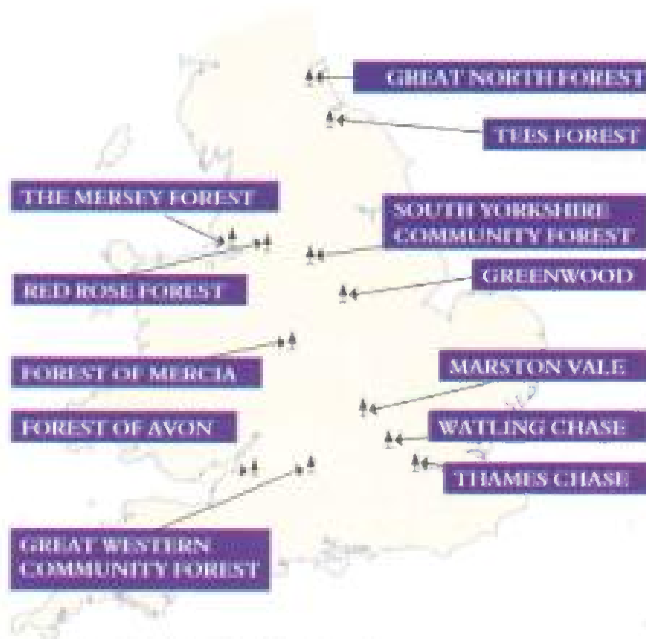 GREAT NORTH FOREST
TEES FOREST
THE MERSEY FOREST
SOUTH YORKSHIRE
COMMUNITY FOREST
RED ROSE FOREST
GREENWOOD
FOREST OF MERCIA
MARSTON VALE
FOREST OF AVON
WATLING CHASE
THAMES CHASE
GREAT WESTERN
COMMUNITY FOREST